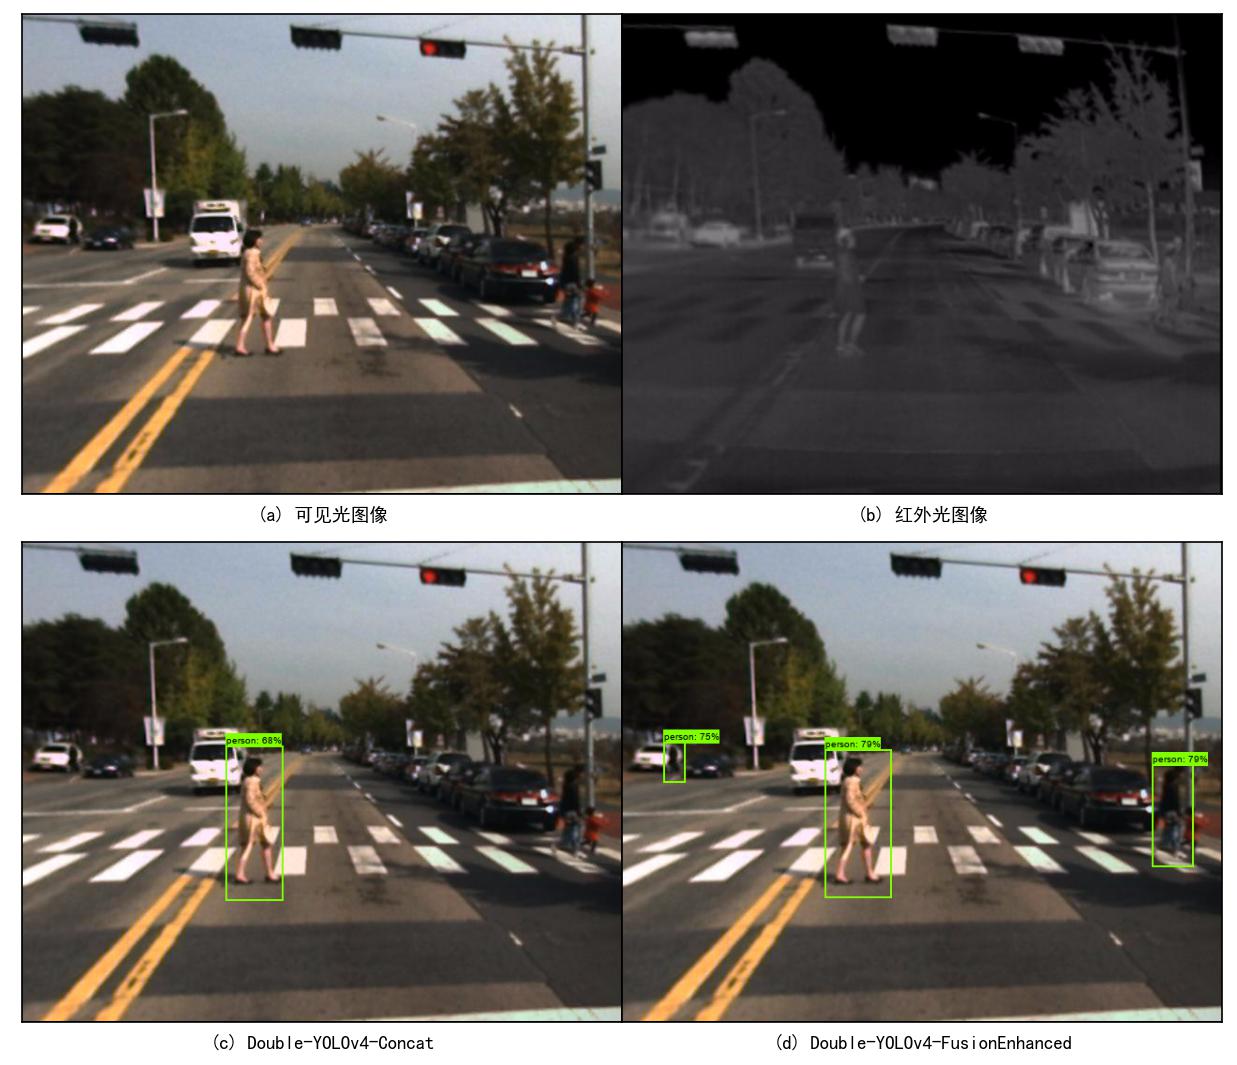 (a) 可见光图像
(b) 红外光图像
person: 68%
person: 75%
person: 79%
person: 79%
(c) Double-YOLOv4-Concat
(d) Double-YOLOv4-FusionEnhanced